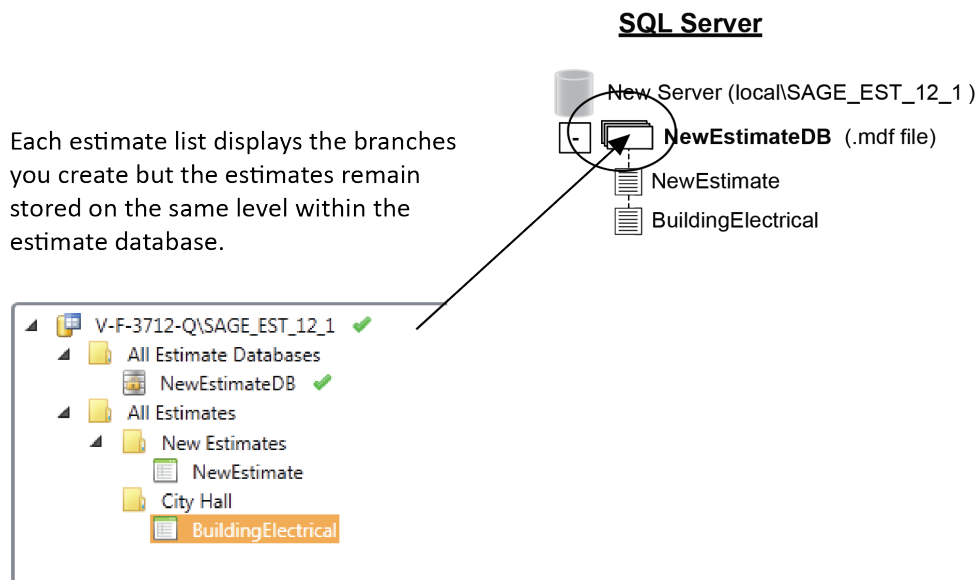 SQL Server
New Server (local\SAGE_EST_12_1 )
- NewEstimateDB (.mdf file)
NewEstimate
BuildingElectrical
Each estimate list displays the branches
you create but the estimates remain
stored on the same level within the
estimate database.
V-F-3712-Q\SAGE_EST_12_1
All Estimate Databases
NewEstimateDB
All Estimates
New Estimates
NewEstimate
City Hall
BuildingElectrical